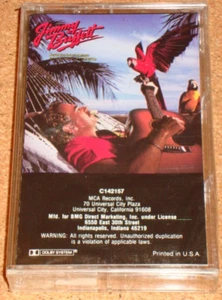 Jimmy
Buffett
C142157
MCA Records, Inc.
70 Universal City Plaza
Universal City, California 91608
Mfd. for BMG Direct Marketing, Inc. under License
6550 East 30th Street
Indianapolis, Indiana 46219
WARNING: All rights reserved. Unauthorized duplication
is a violation of applicable laws.
DOLBY SYSTEM
Printed in U.S.A.